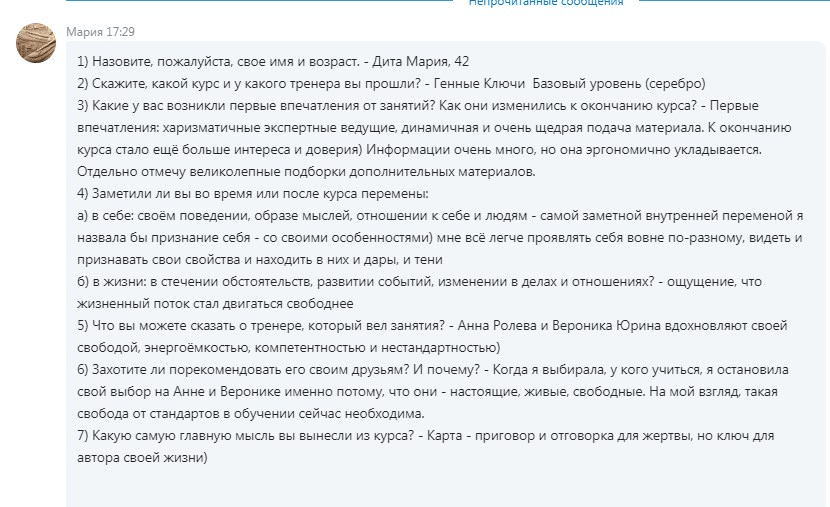 Непрочитанные сообщения
Мария 17:29
1) Назовите, пожалуйста, свое имя и возраст. - Дита Мария, 42
2) Скажите, какой курс и у какого тренера вы прошли? - Генные Ключи  Базовый уровень (серебро)
3) Какие у вас возникли первые впечатления от занятий? Как они изменились к окончанию курса? - Первые
впечатления: харизматичные экспертные ведущие, динамичная и очень щедрая подача материала. К окончанию
курса стало ещё больше интереса и доверия) Информации очень много, но она эргономично укладывается.
Отдельно отмечу великолепные подборки дополнительных материалов.
4) Заметили ли вы во время или после курса перемены:
а) в себе: своём поведении, образе мыслей, отношении к себе и людям - самой заметной внутренней переменой я
назвала бы признание себя - со своими особенностями) мне всё легче проявлять себя вовне по-разному, видеть и
признавать свои свойства и находить в них и дары, и тени
б) в жизни: в стечении обстоятельств, развитии событий, изменении в делах и отношениях? - ощущение, что
жизненный поток стал двигаться свободнее
5) Что вы можете сказать о тренере, который вел занятия? - Анна Ролева и Вероника Юрина вдохновляют своей
свободой, энергоёмкостью, компетентностью и нестандартностью)
6) Захотите ли порекомендовать его своим друзьям? И почему? - Когда я выбирала, у кого учиться, я остановила
свой выбор на Анне и Веронике именно потому, что они - настоящие, живые, свободные. На мой взгляд, такая
свобода от стандартов в обучении сейчас необходима.
7) Какую самую главную мысль вы вынесли из курса? - Карта - приговор и отговорка для жертвы, но ключ для
автора своей жизни)